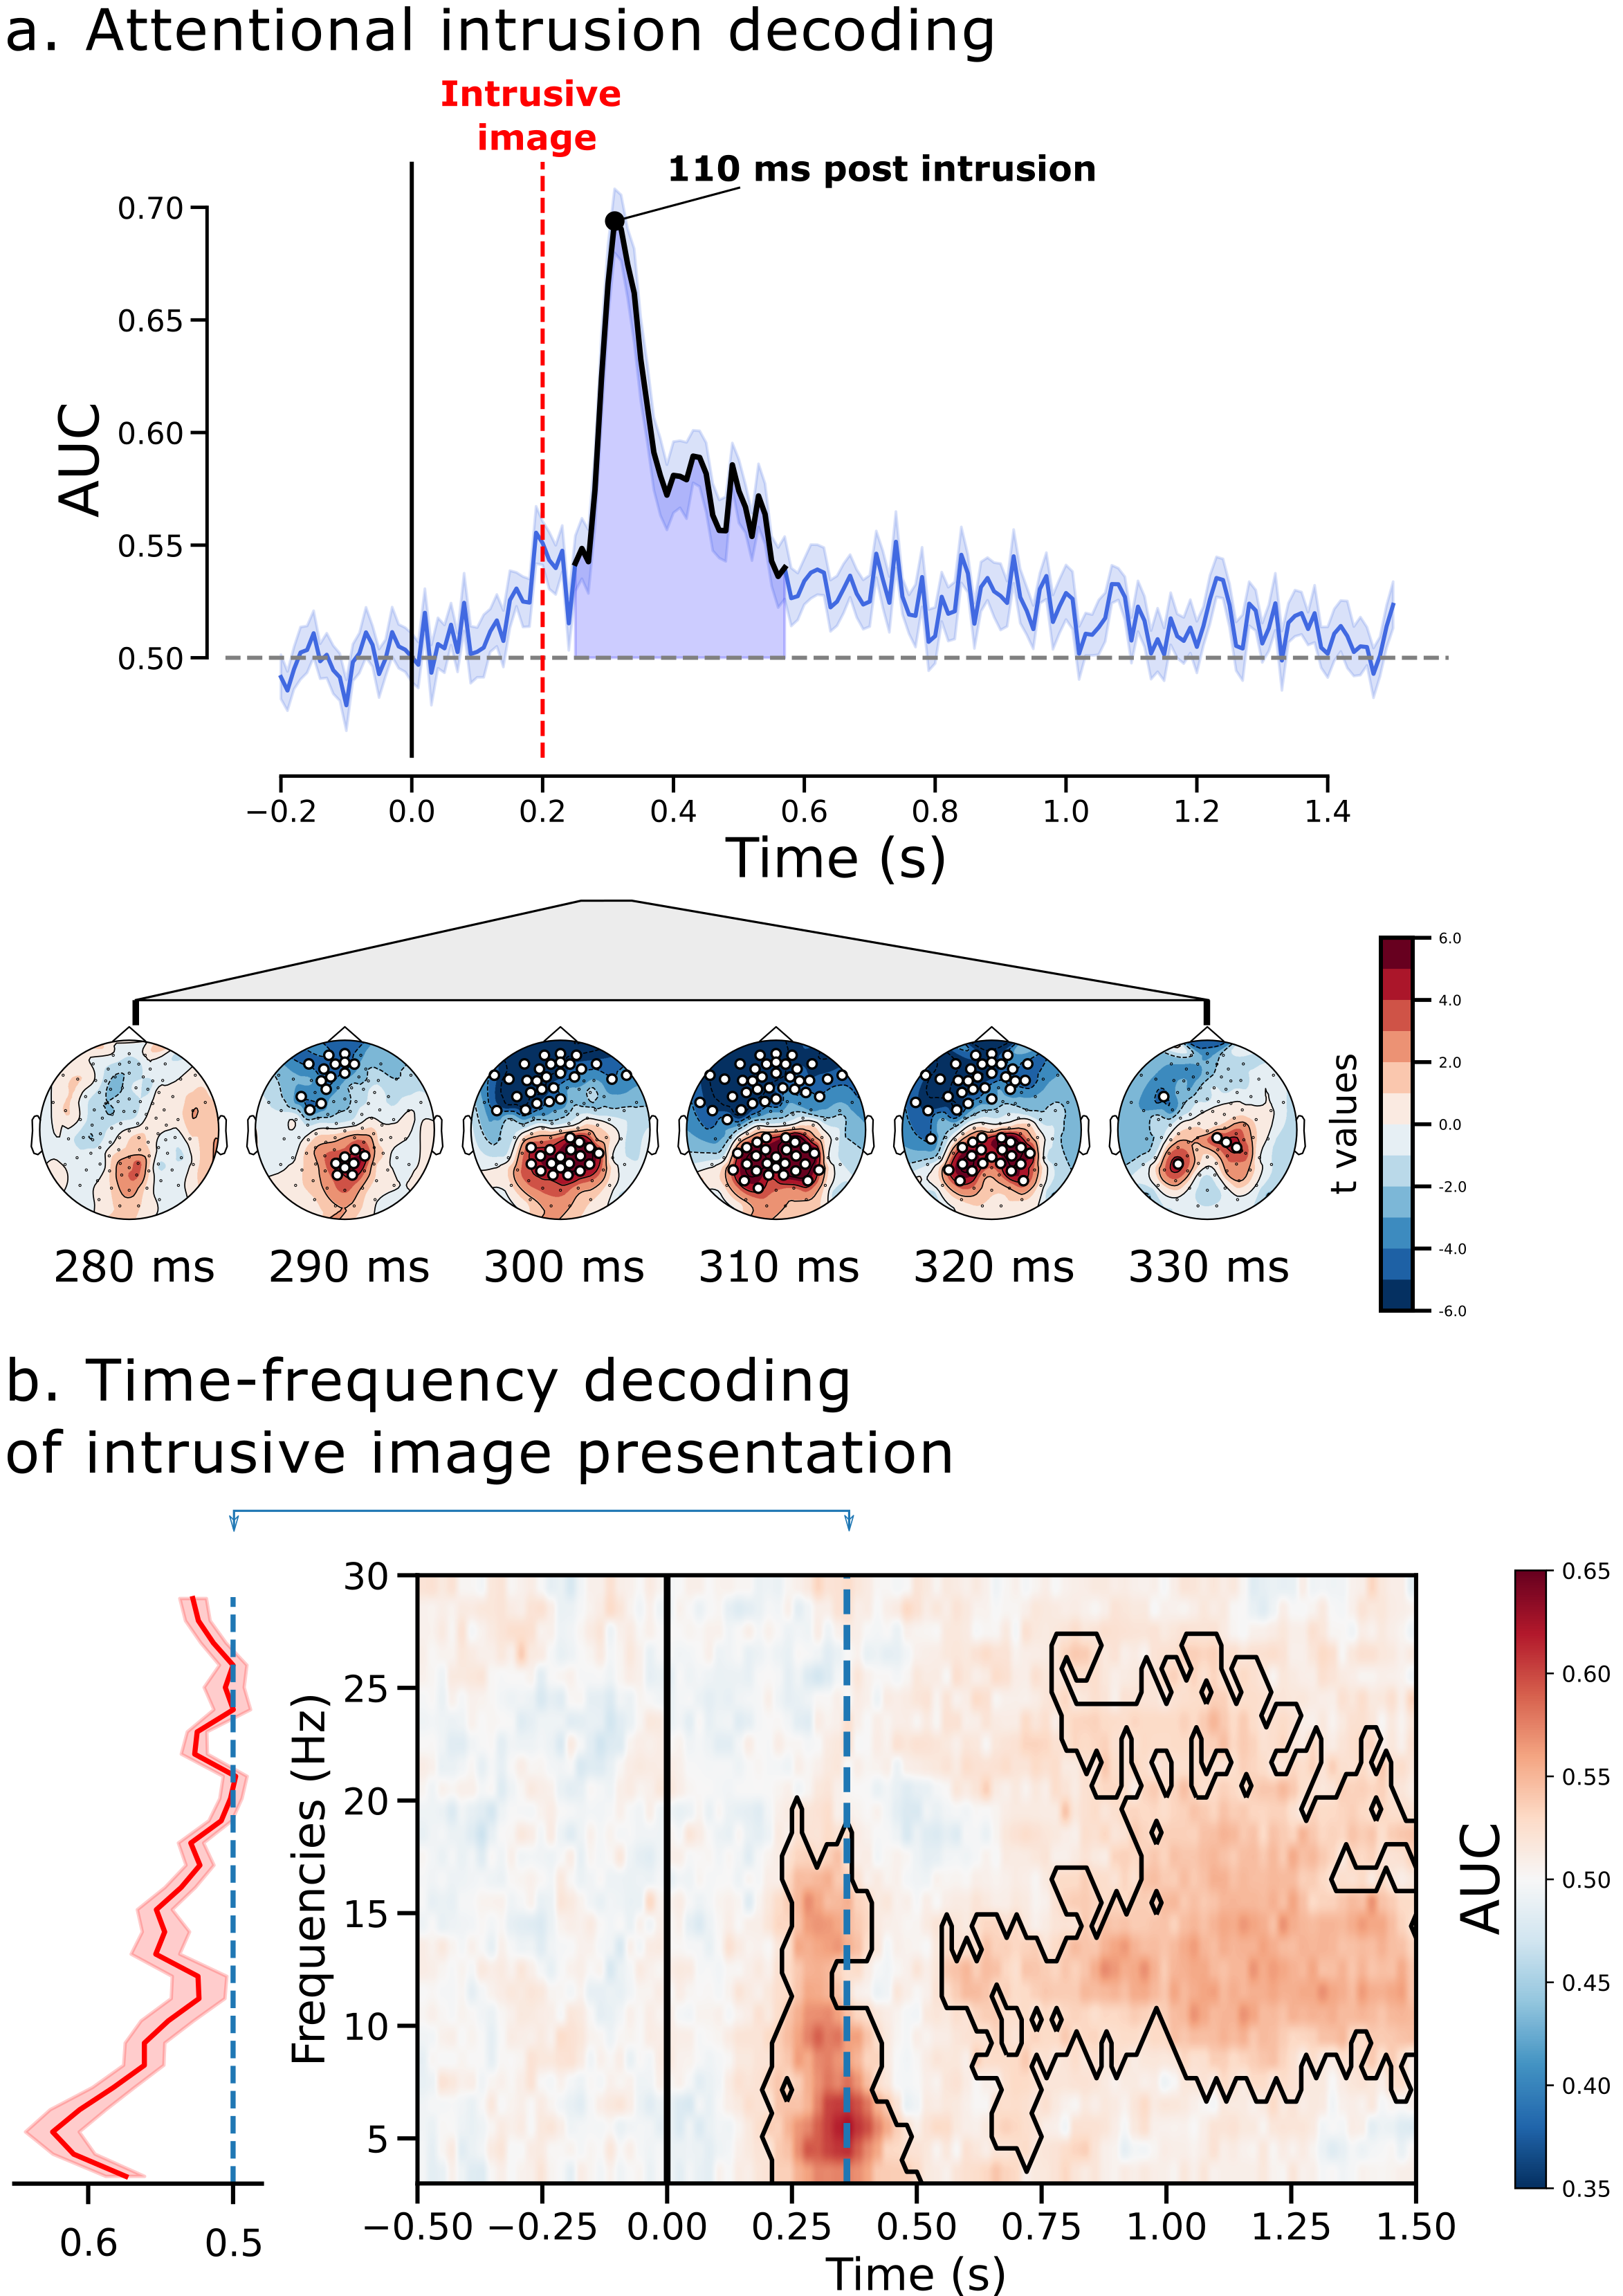 a. Attentional intrusion decoding
Intrusive
image
110 ms post intrusion
0.70
0.65
0.60
0.55
0.50
AUC
−0.2 0.0 0.2 0.4 0.6 0.8 1.0 1.2 1.4
Time (s)
280 ms 290 ms 300 ms 310 ms 320 ms 330 ms
6.0
4.0
2.0
0.0
-2.0
-4.0
-6.0
t values
b. Time-frequency decoding
of intrusive image presentation
0.6 0.5
30
25
20
15
10
5
Frequencies (Hz)
−0.50 −0.25 0.00 0.25 0.50 0.75 1.00 1.25 1.50
Time (s)
0.65
0.60
0.55
0.50
0.45
0.40
0.35
AUC